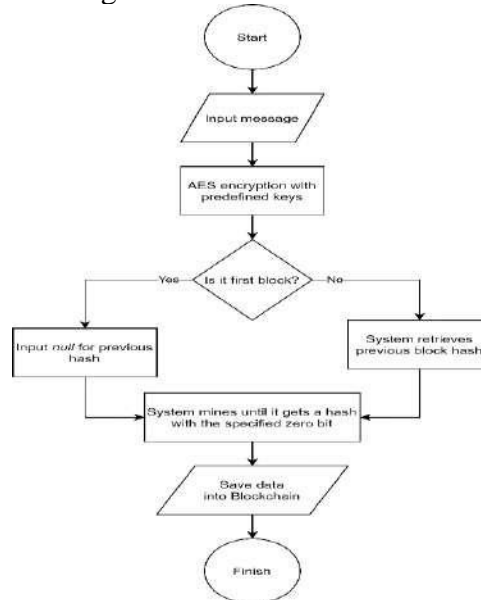 Start
Input message
AES encryption with
predefined keys
Is it first block?
Yes
No
Input null for previous
hash
System retrieves
previous block hash
System mines until it gets a hash
with the specified zero bit
Save data
into Blockchain
Finish